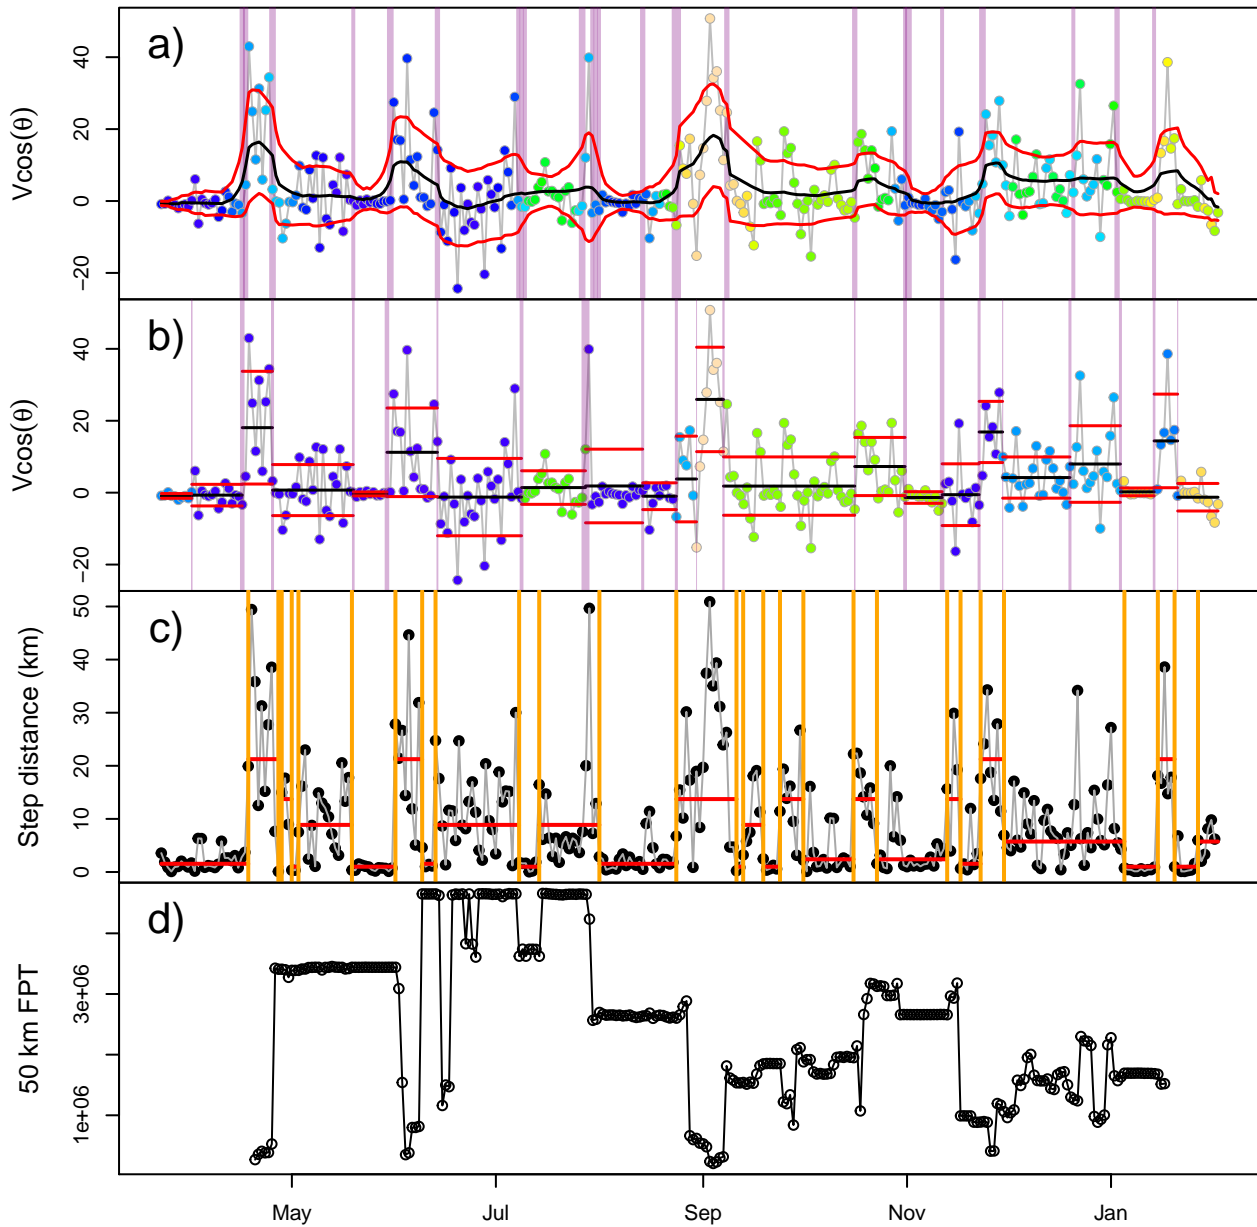 a)
Vcos(θ)
40
20
0
−20
b)
Vcos(θ)
40
20
0
−20
c)
Step distance (km)
50
40
30
20
10
0
d)
50 km FPT
3e+06
1e+06
May
Jul
Sep
Nov
Jan